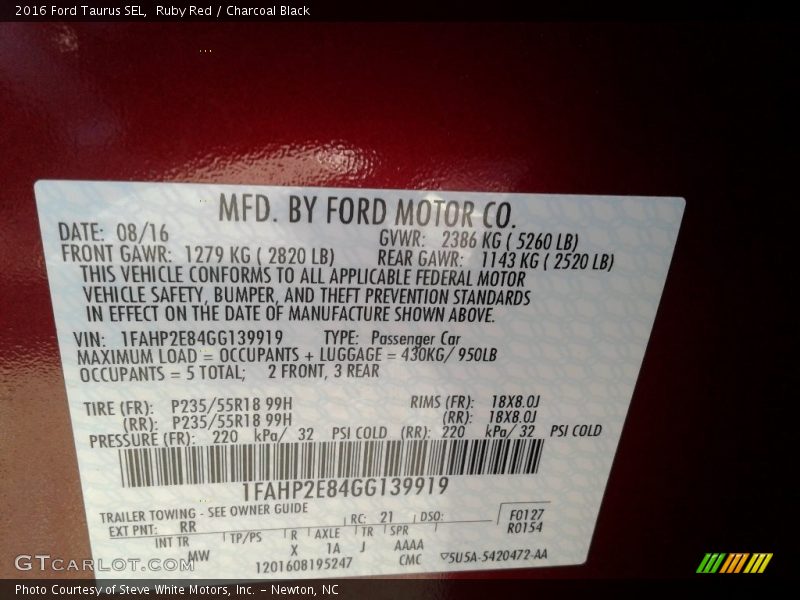 2016 Ford Taurus SEL,  Ruby Red / Charcoal Black
MFD. BY FORD MOTOR CO.
DATE: 08/16 GVWR: 2386 KG ( 5260 LB)
FRONT GAWR: 1279 KG ( 2820 LB) REAR GAWR: 1143 KG ( 2520 LB)
THIS VEHICLE CONFORMS TO ALL APPLICABLE FEDERAL MOTOR
VEHICLE SAFETY, BUMPER, AND THEFT PREVENTION STANDARDS
IN EFFECT ON THE DATE OF MANUFACTURE SHOWN ABOVE.
VIN: 1FAHP2E84GG139919 TYPE: Passenger Car
MAXIMUM LOAD = OCCUPANTS + LUGGAGE = 430KG/ 950LB
OCCUPANTS = 5 TOTAL; 2 FRONT, 3 REAR
TIRE (FR): P235/55R18 99H RIMS (FR): 18X8.0J
(RR): P235/55R18 99H (RR): 18X8.0J
PRESSURE (FR): 220 kPa/ 32 PSI COLD (RR): 220 kPa/ 32 PSI COLD
1FAHP2E84GG139919
TRAILER TOWING - SEE OWNER GUIDE
EXT PNT: RR RC: 21 DSO: F0127
R0154
INT TR TP/PS R AXLE TR SPR
MW X 1A J AAAA
1201608195247 CMC 5U5A-5420472-AA
GTcarlot.com
Photo Courtesy of Steve White Motors, Inc. – Newton, NC